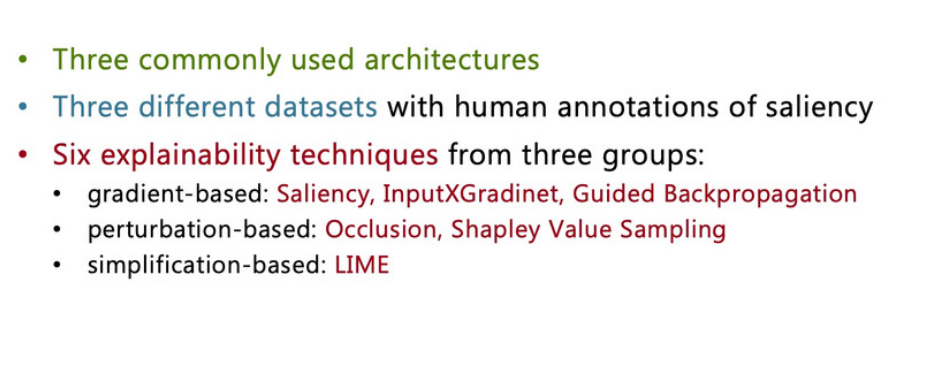 • Three commonly used architectures
• Three different datasets with human annotations of saliency
• Six explainability techniques from three groups:
• gradient-based: Saliency, InputXGradinet, Guided Backpropagation
• perturbation-based: Occlusion, Shapley Value Sampling
• simplification-based: LIME